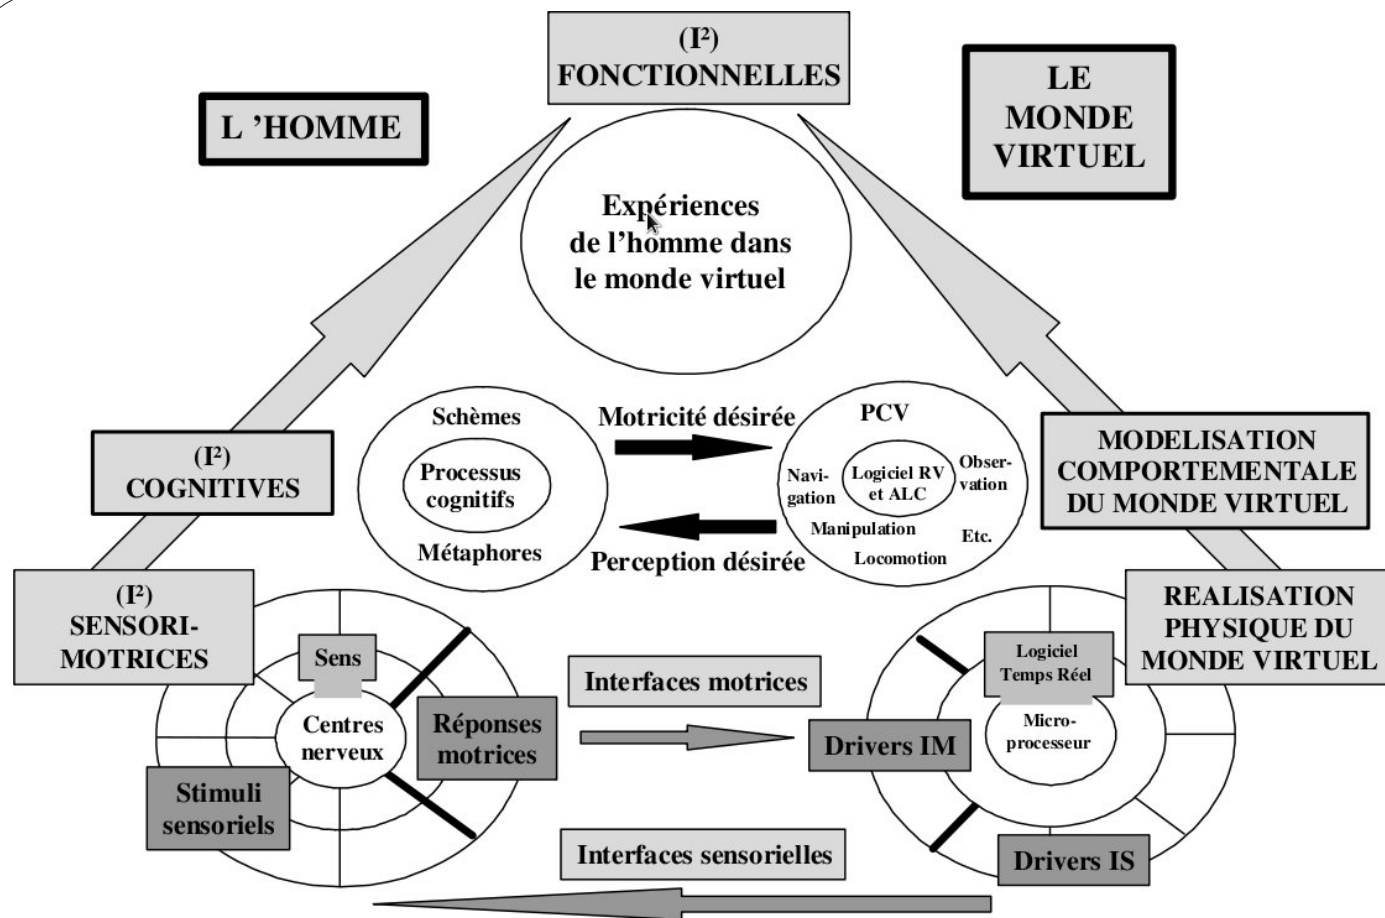 (I²)
FONCTIONNELLES
L ’HOMME
LE
MONDE
VIRTUEL
Expériences
de l’homme dans
le monde virtuel
(I²)
COGNITIVES
Schèmes
Processus
cognitifs
Métaphores
Motricité désirée
Perception désirée
PCV
Navi-
gation
Logiciel RV
et ALC
Obser-
vation
Manipulation
Etc.
Locomotion
MODELISATION
COMPORTEMENTALE
DU MONDE VIRTUEL
(I²)
SENSORI-
MOTRICES
Sens
Centres
nerveux
Réponses
motrices
Stimuli
sensoriels
Interfaces motrices
Interfaces sensorielles
REALISATION
PHYSIQUE DU
MONDE VIRTUEL
Logiciel
Temps Réel
Micro-
processeur
Drivers IM
Drivers IS